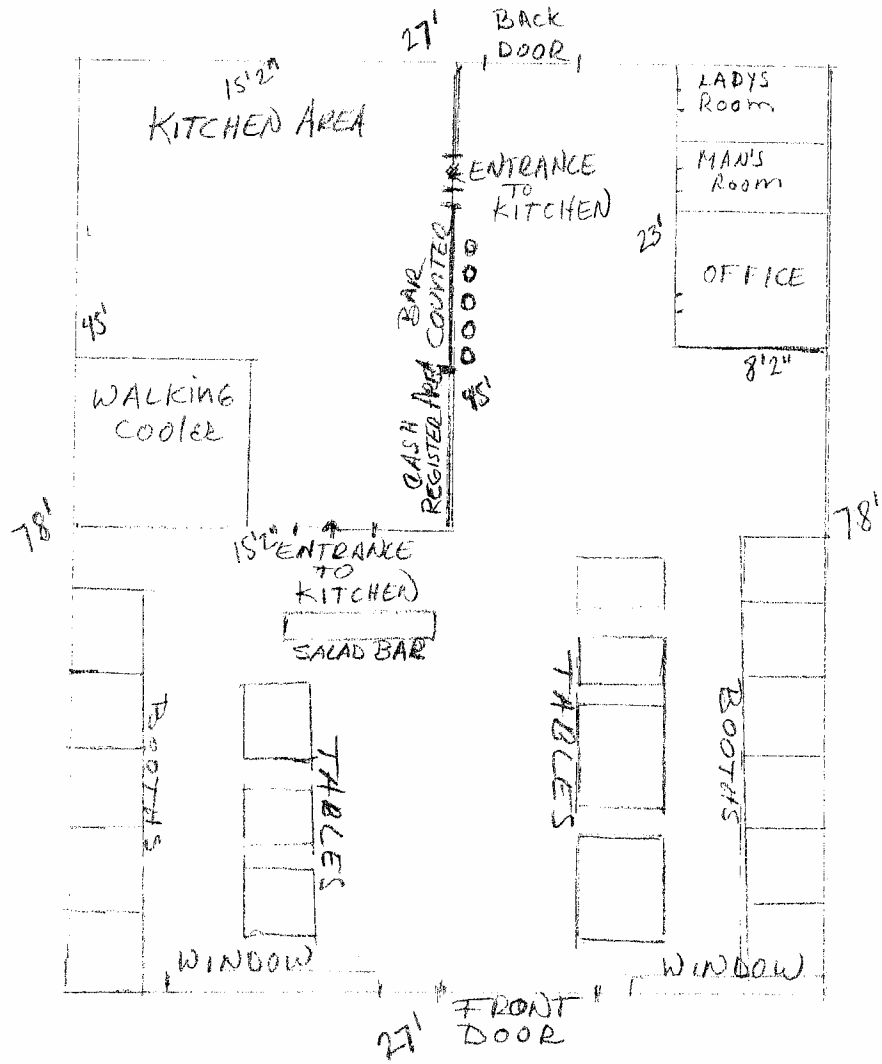 27'
BACK
DOOR
15'2"
KITCHEN AREA
LADYS
Room
MAN'S
Room
ENTRANCE
TO
KITCHEN
23'
OFFICE
BAR
COUNTER
45'
8'2"
45'
WALKING
COOLER
CASH
REGISTER AREA
78'
78'
15'2"
ENTRANCE
TO
KITCHEN
SALAD BAR
BOOTHS
TABLES
TABLES
BOOTHS
WINDOW
WINDOW
27'
FRONT
DOOR